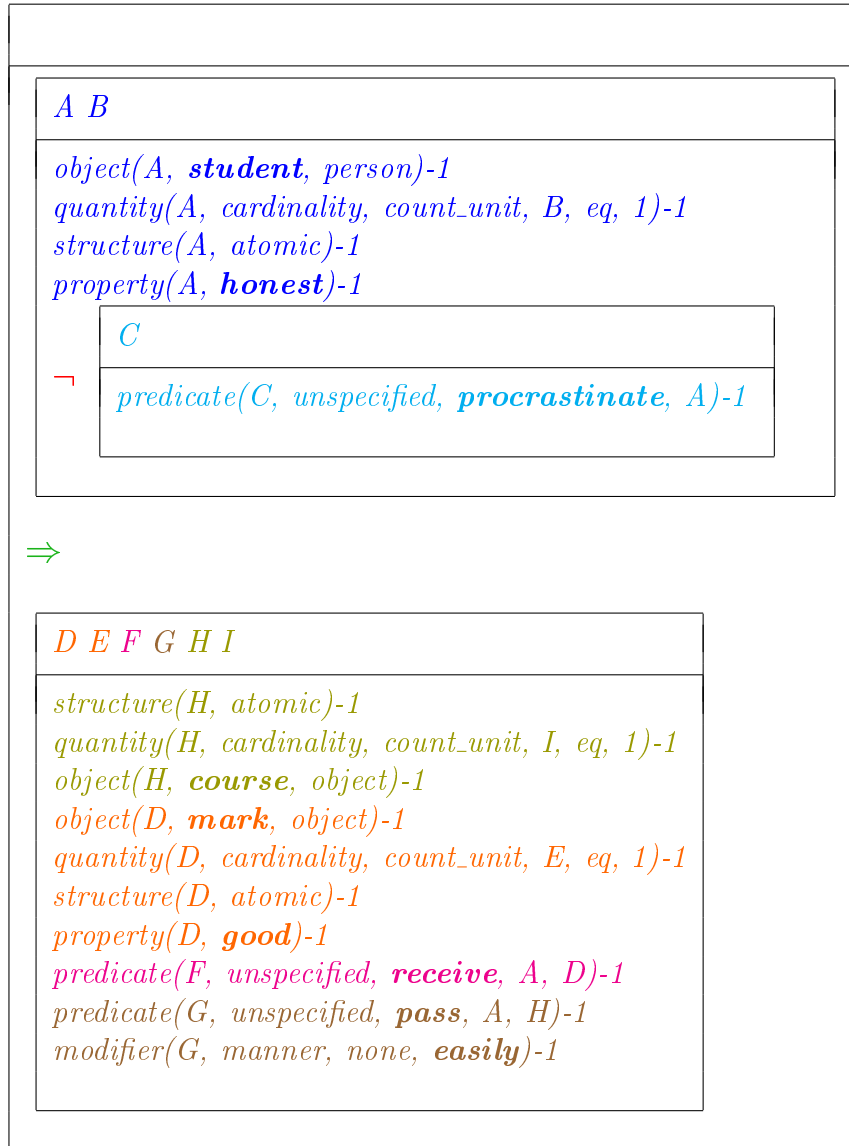 A B
object(A, student, person)-1
quantity(A, cardinality, count_unit, B, eq, 1)-1
structure(A, atomic)-1
property(A, honest)-1
C
¬
predicate(C, unspecified, procrastinate, A)-1
⇒
D E F G H I
structure(H, atomic)-1
quantity(H, cardinality, count_unit, I, eq, 1)-1
object(H, course, object)-1
object(D, mark, object)-1
quantity(D, cardinality, count_unit, E, eq, 1)-1
structure(D, atomic)-1
property(D, good)-1
predicate(F, unspecified, receive, A, D)-1
predicate(G, unspecified, pass, A, H)-1
modifier(G, manner, none, easily)-1